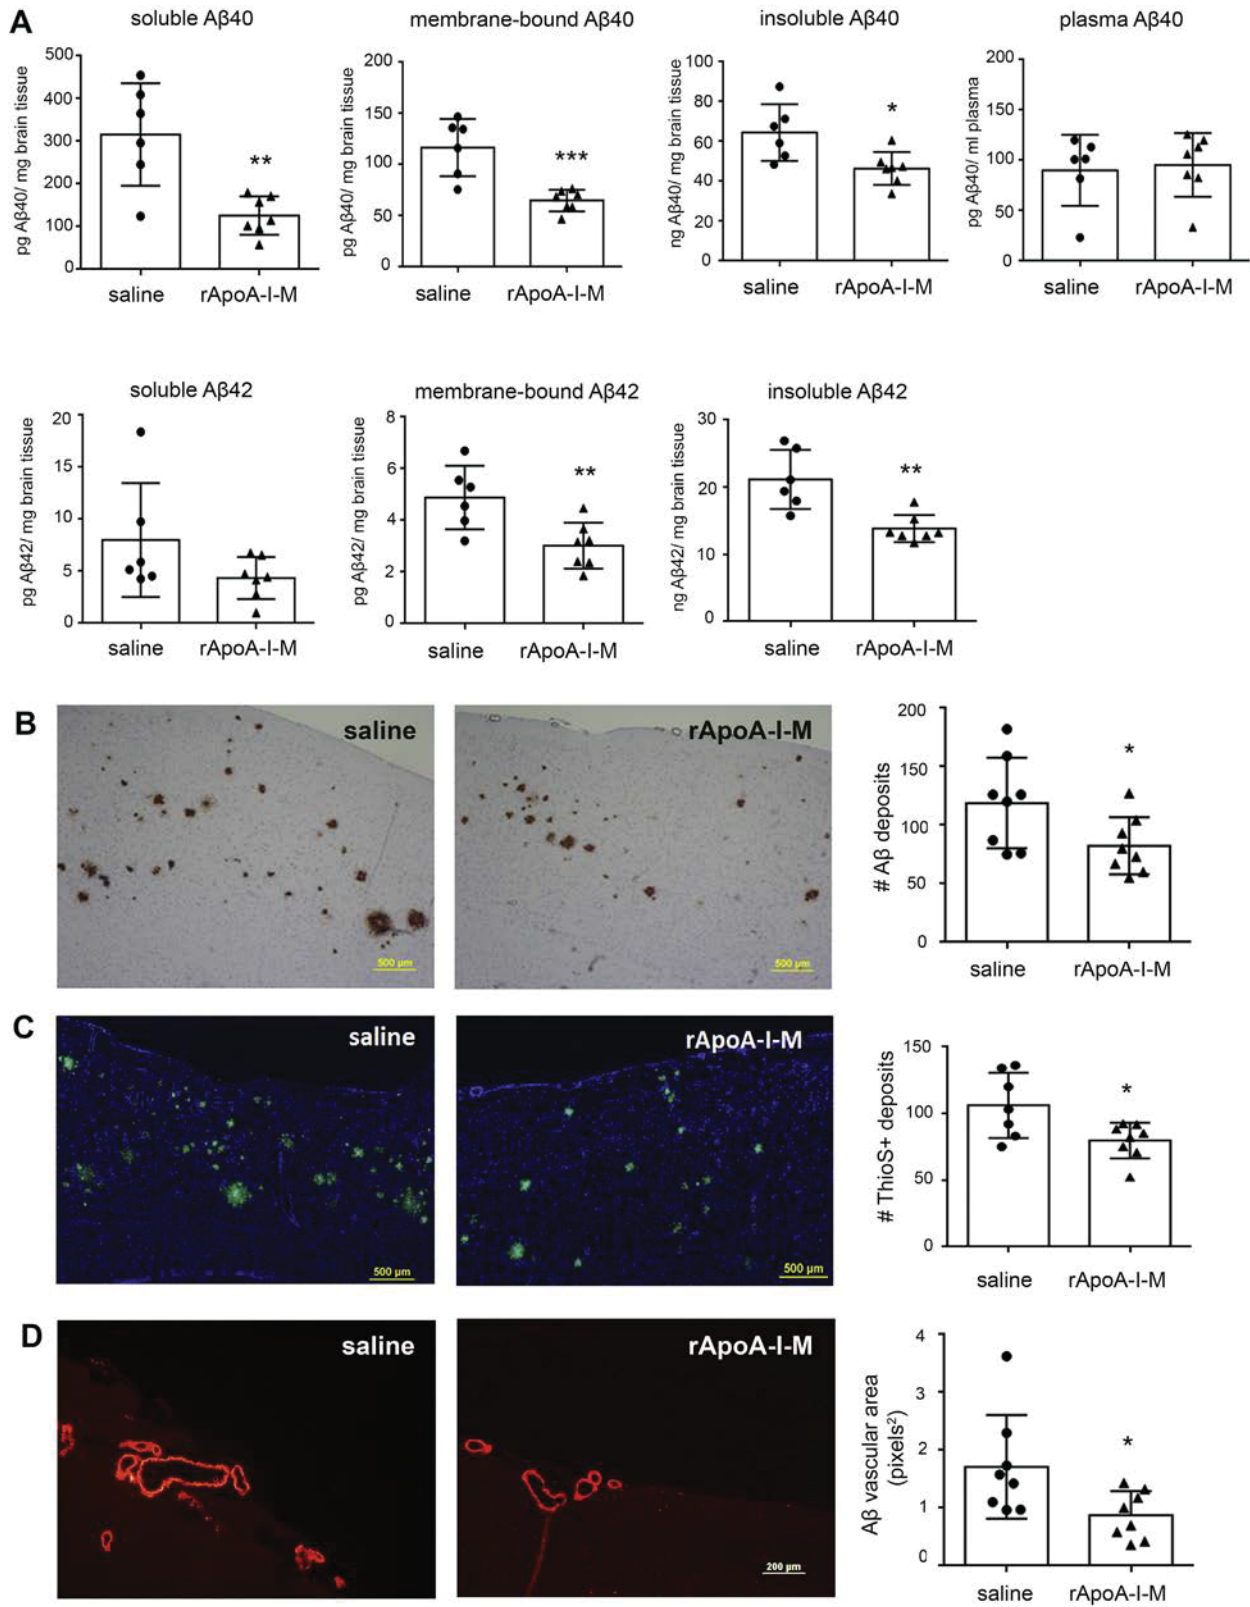 A
soluble Aβ40
membrane-bound Aβ40
insoluble Aβ40
plasma Aβ40
pg Aβ40/ mg brain tissue
500
400
300
200
100
0
**
saline
rApoA-I-M
pg Aβ40/ mg brain tissue
200
150
100
50
0
***
saline
rApoA-I-M
ng Aβ40/ mg brain tissue
100
80
60
40
20
0
*
saline
rApoA-I-M
pg Aβ40/ ml plasma
200
150
100
50
0
saline
rApoA-I-M
soluble Aβ42
membrane-bound Aβ42
insoluble Aβ42
pg Aβ42/ mg brain tissue
20
15
10
5
0
saline
rApoA-I-M
pg Aβ42/ mg brain tissue
8
6
4
2
0
**
saline
rApoA-I-M
ng Aβ42/ mg brain tissue
30
20
10
0
**
saline
rApoA-I-M
B
saline
500 µm
rApoA-I-M
500 µm
# Aβ deposits
200
150
100
50
0
*
saline
rApoA-I-M
C
saline
500 µm
rApoA-I-M
500 µm
# ThioS+ deposits
150
100
50
0
*
saline
rApoA-I-M
D
saline
rApoA-I-M
200 µm
Aβ vascular area
(pixels²)
4
3
2
1
0
*
saline
rApoA-I-M